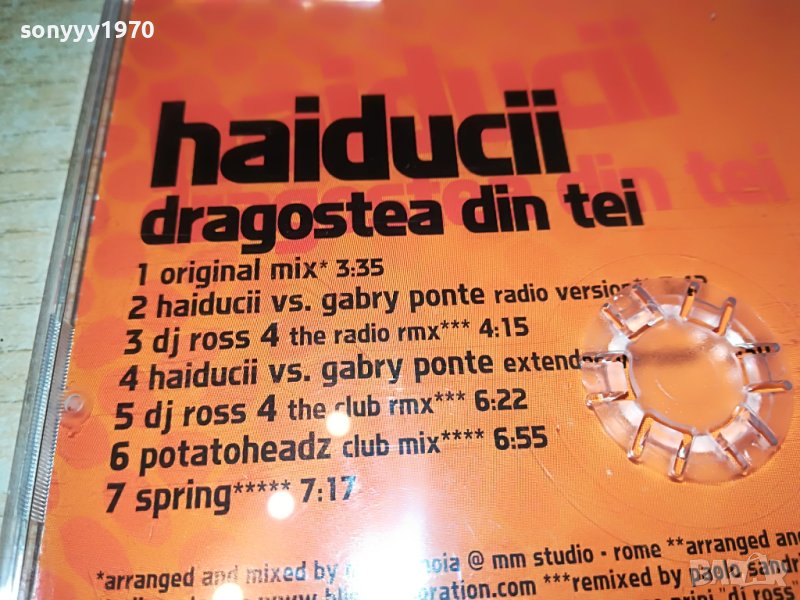 sonyyy1970
haiducii
dragostea din tei
1 original mix* 3:35
2 haiducii vs. gabry ponte radio version
3 dj ross 4 the radio rmx*** 4:15
4 haiducii vs. gabry ponte
5 dj ross 4 the club rmx*** 6:22
6 potatoheadz club mix**** 6:55
7 spring***** 7:17
*arranged and mixed by @ mm studio - rome **arranged and
***remixed by paolo
"dj ross"